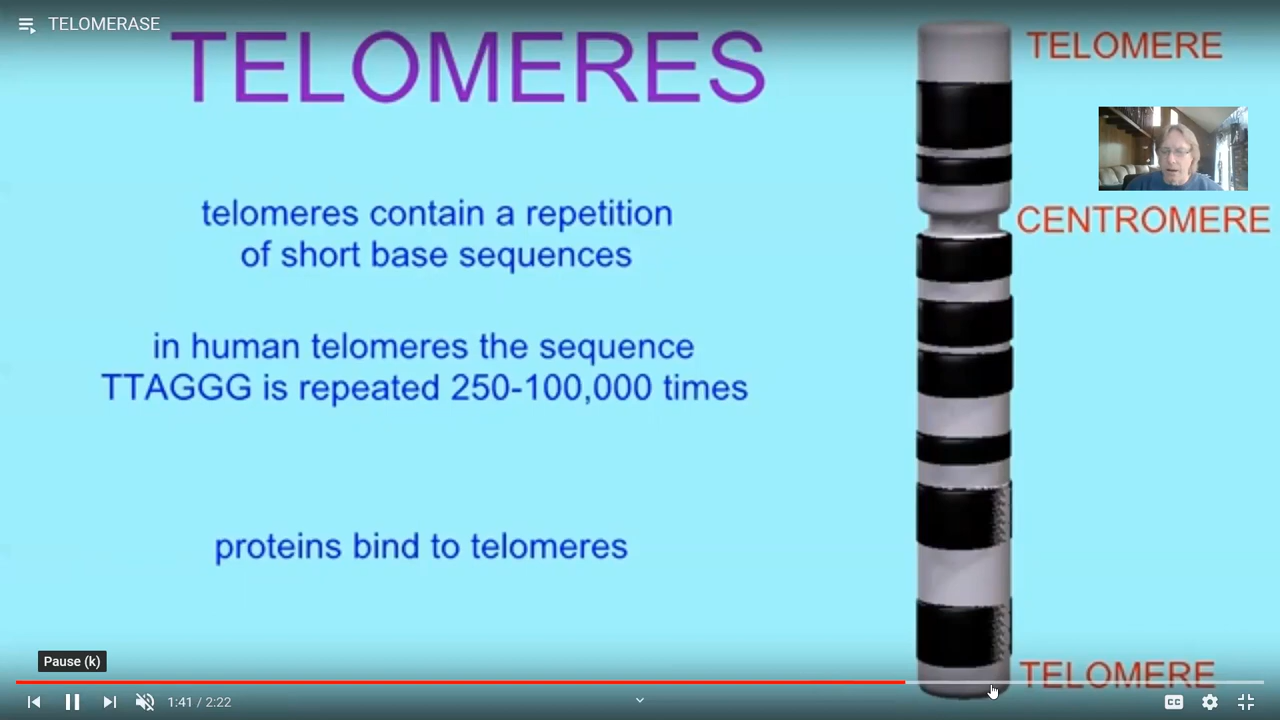 TELOMERASE
TELOMERES
TELOMERE
telomeres contain a repetition
of short base sequences
CENTROMERE
in human telomeres the sequence
TTAGGG is repeated 250-100,000 times
proteins bind to telomeres
TELOMERE
Pause (k)
1:41 / 2:22
CC